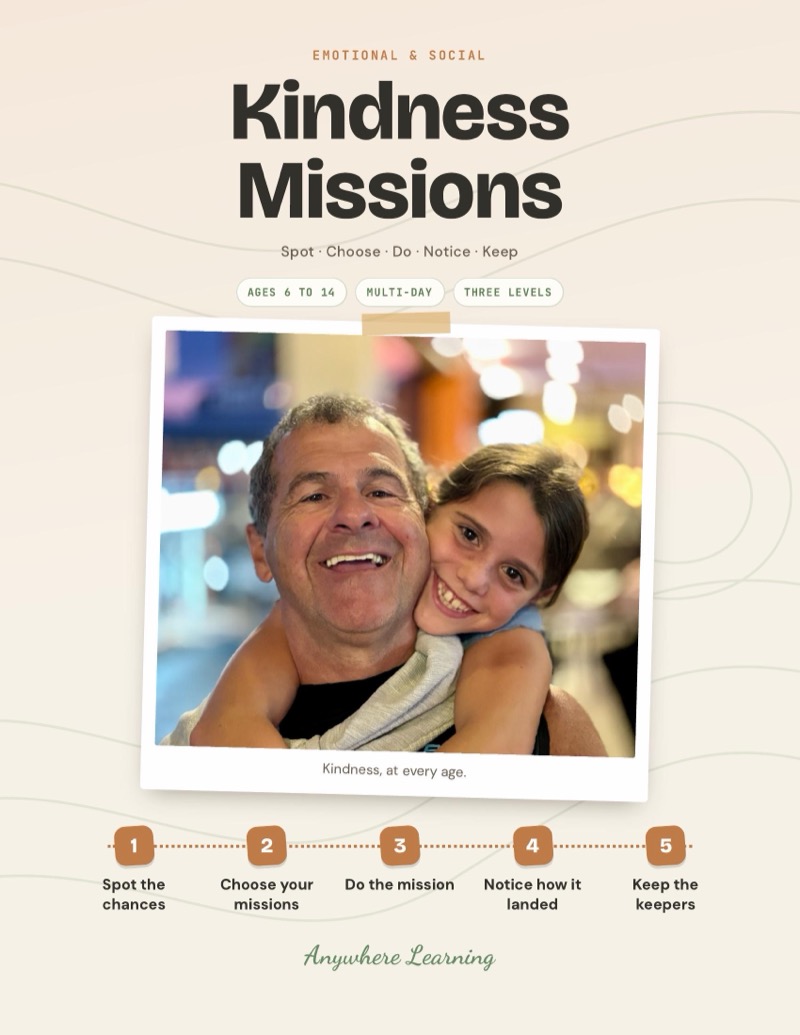 EMOTIONAL & SOCIAL
Kindness
Missions
Spot · Choose · Do · Notice · Keep
AGES 6 TO 14
MULTI-DAY
THREE LEVELS
Kindness, at every age.
1
2
3
4
5
Spot the
chances
Choose your
missions
Do the mission
Notice how it
landed
Keep the
keepers
Anywhere Learning